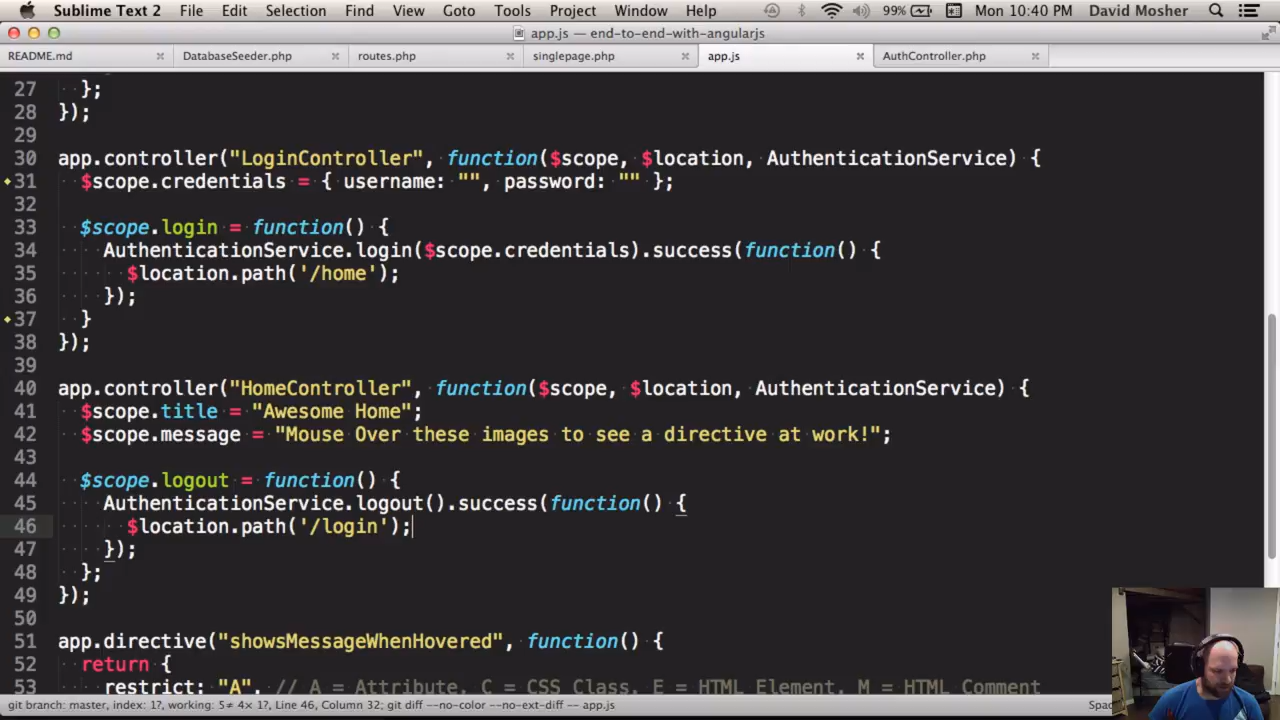 Sublime Text 2 File Edit Selection Find View Goto Tools Project Window Help 99% Mon 10:40 PM David Mosher
app.js — end-to-end-with-angularjs
README.md DatabaseSeeder.php routes.php singlepage.php app.js AuthController.php
27 };
28 });
29
30 app.controller("LoginController", function($scope, $location, AuthenticationService) {
31 $scope.credentials = { username: "", password: "" };
32
33 $scope.login = function() {
34 AuthenticationService.login($scope.credentials).success(function() {
35 $location.path('/home');
36 });
37 }
38 });
39
40 app.controller("HomeController", function($scope, $location, AuthenticationService) {
41 $scope.title = "Awesome Home";
42 $scope.message = "Mouse Over these images to see a directive at work!";
43
44 $scope.logout = function() {
45 AuthenticationService.logout().success(function() {
46 $location.path('/login');
47 });
48 };
49 });
50
51 app.directive("showsMessageWhenHovered", function() {
52 return {
53 restrict: "A", // A = Attribute, C = CSS Class, E = HTML Element, M = HTML Comment
git branch: master, index: 1?, working: 5≠ 4× 1?, Line 46, Column 32; git diff --no-color --no-ext-diff -- app.js